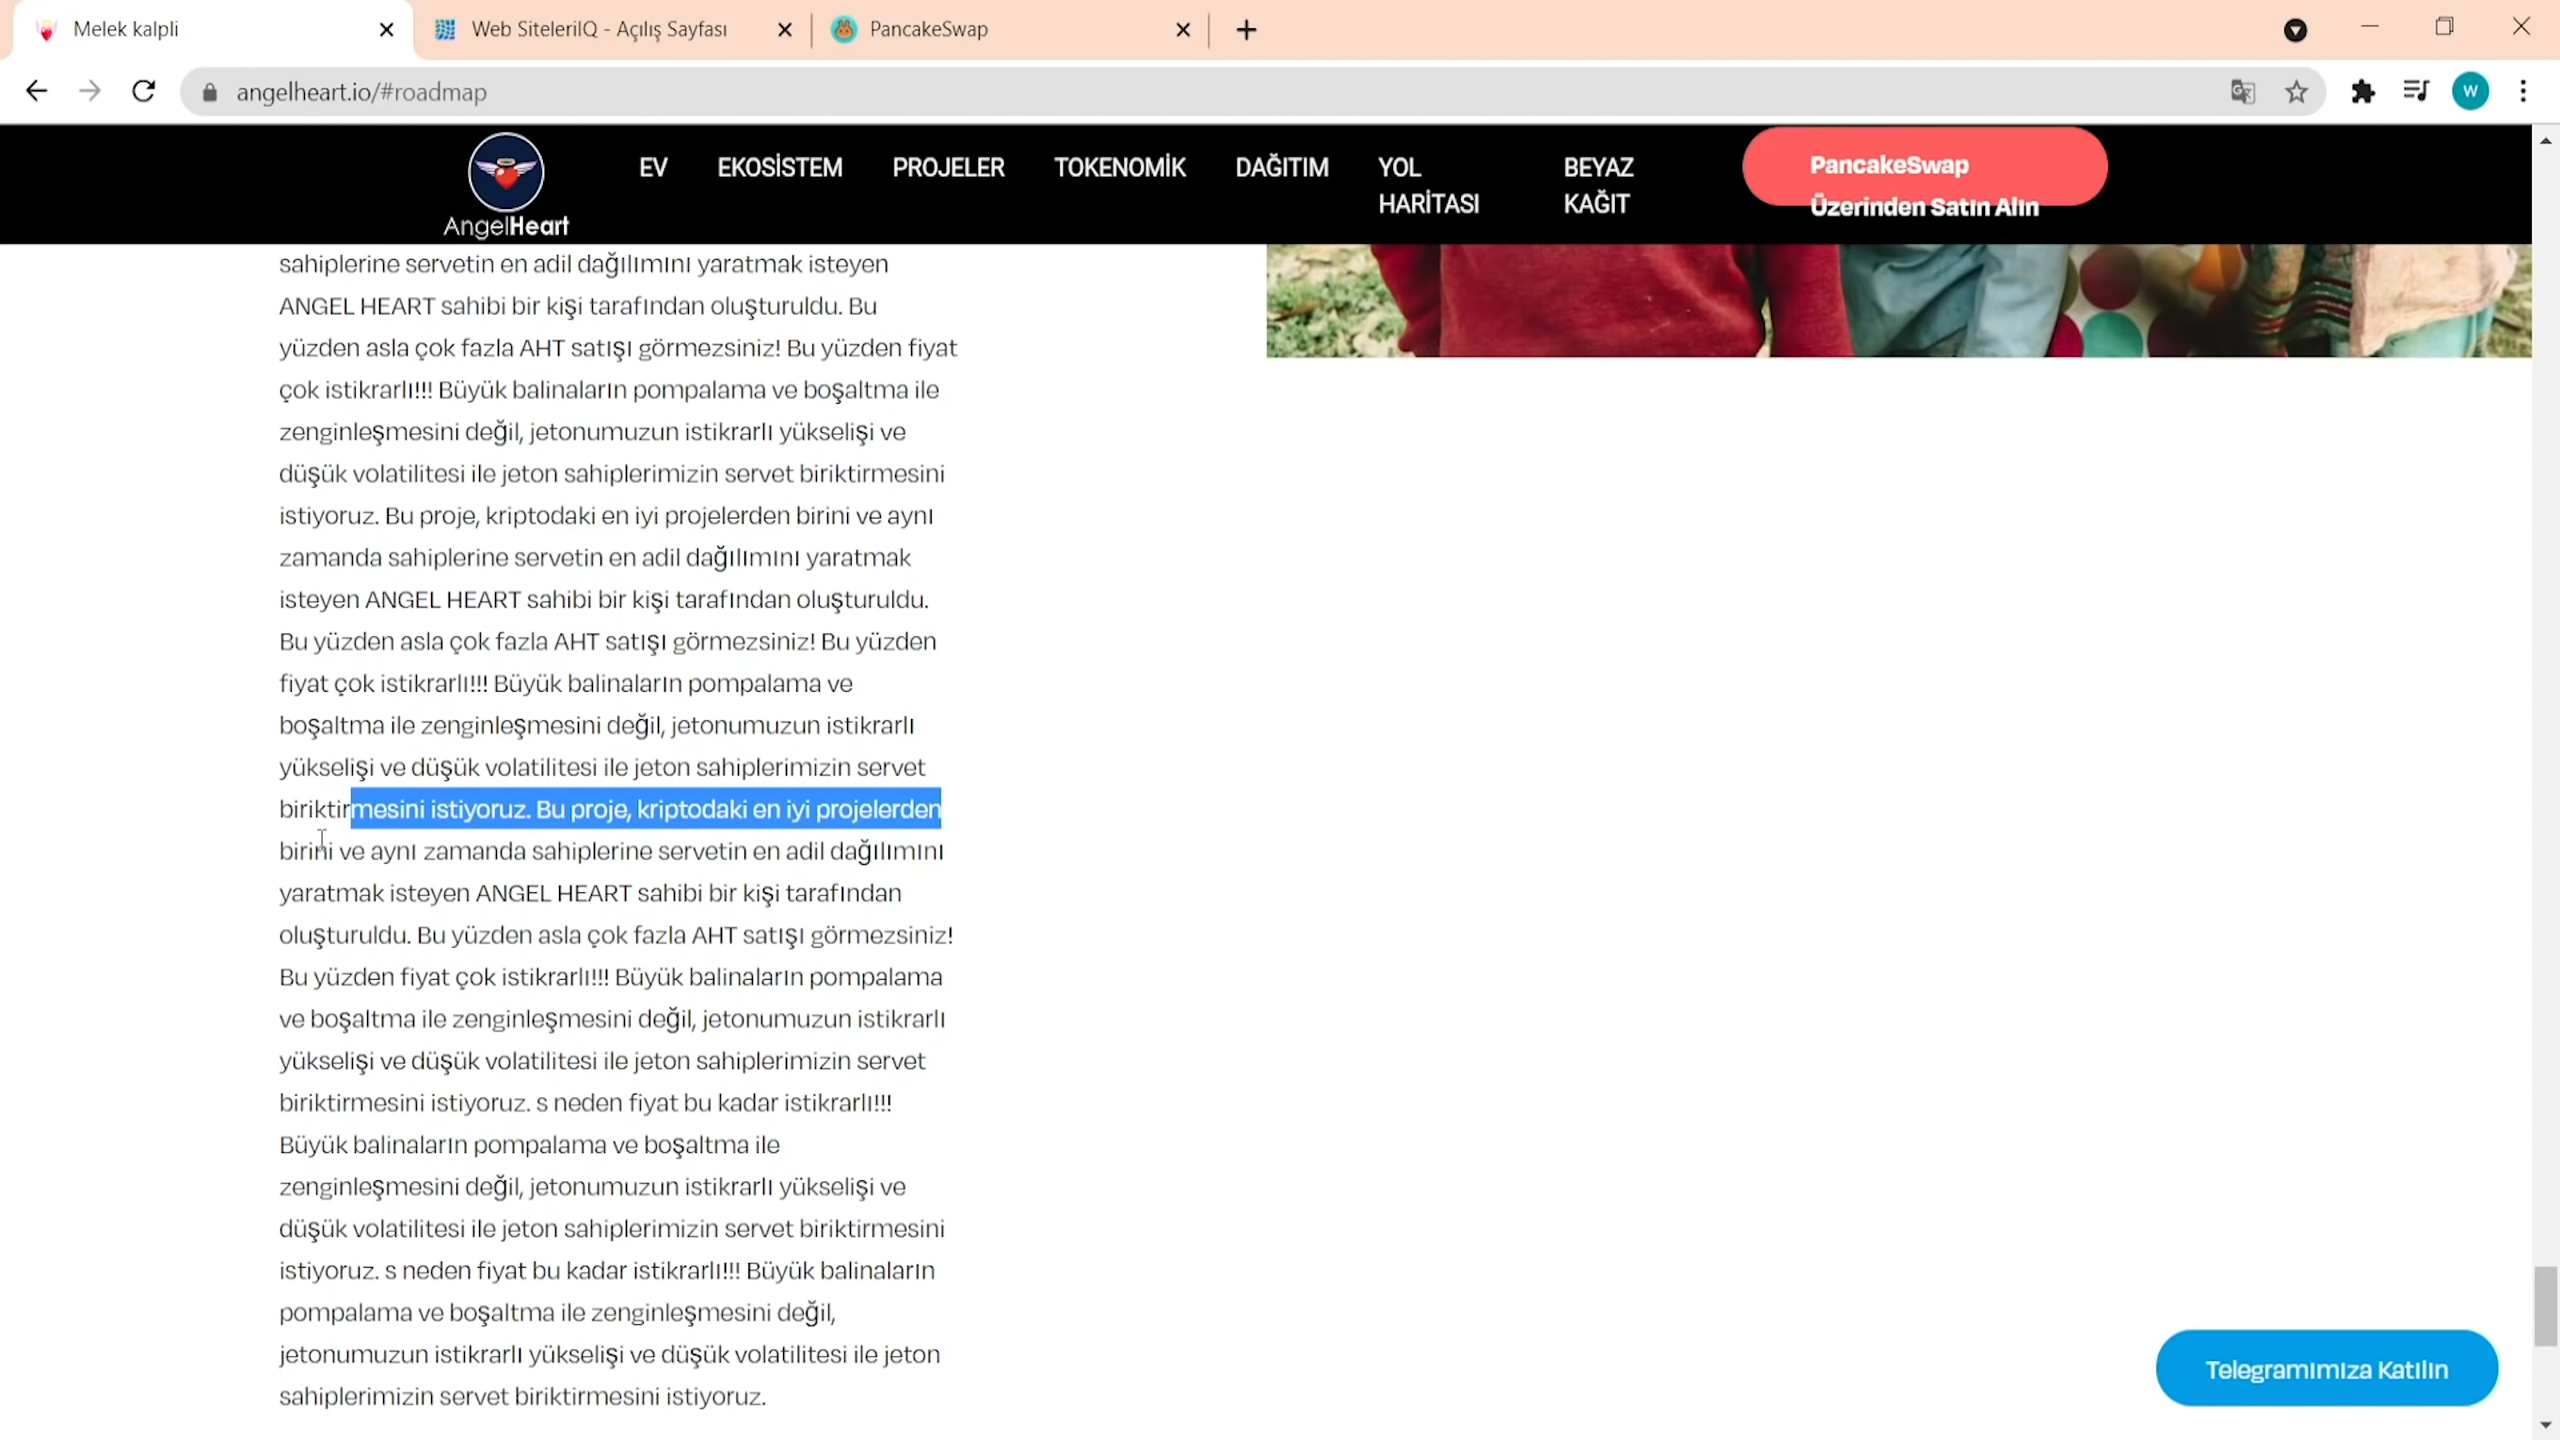 Melek kalpli
Web SiteleriIQ - Açılış Sayfası
PancakeSwap
angelheart.io/#roadmap
W
AngelHeart
EV
EKOSİSTEM
PROJELER
TOKENOMİK
DAĞITIM
YOL
HARİTASI
BEYAZ
KAĞIT
PancakeSwap
Üzerinden Satın Alın
sahiplerine servetin en adil dağılımını yaratmak isteyen
ANGEL HEART sahibi bir kişi tarafından oluşturuldu. Bu
yüzden asla çok fazla AHT satışı görmezsiniz! Bu yüzden fiyat
çok istikrarlı!!! Büyük balinaların pompalama ve boşaltma ile
zenginleşmesini değil, jetonumuzun istikrarlı yükselişi ve
düşük volatilitesi ile jeton sahiplerimizin servet biriktirmesini
istiyoruz. Bu proje, kriptodaki en iyi projelerden birini ve aynı
zamanda sahiplerine servetin en adil dağılımını yaratmak
isteyen ANGEL HEART sahibi bir kişi tarafından oluşturuldu.
Bu yüzden asla çok fazla AHT satışı görmezsiniz! Bu yüzden
fiyat çok istikrarlı!!! Büyük balinaların pompalama ve
boşaltma ile zenginleşmesini değil, jetonumuzun istikrarlı
yükselişi ve düşük volatilitesi ile jeton sahiplerimizin servet
biriktirmesini istiyoruz. Bu proje, kriptodaki en iyi projelerden
birini ve aynı zamanda sahiplerine servetin en adil dağılımını
yaratmak isteyen ANGEL HEART sahibi bir kişi tarafından
oluşturuldu. Bu yüzden asla çok fazla AHT satışı görmezsiniz!
Bu yüzden fiyat çok istikrarlı!!! Büyük balinaların pompalama
ve boşaltma ile zenginleşmesini değil, jetonumuzun istikrarlı
yükselişi ve düşük volatilitesi ile jeton sahiplerimizin servet
biriktirmesini istiyoruz. s neden fiyat bu kadar istikrarlı!!!
Büyük balinaların pompalama ve boşaltma ile
zenginleşmesini değil, jetonumuzun istikrarlı yükselişi ve
düşük volatilitesi ile jeton sahiplerimizin servet biriktirmesini
istiyoruz. s neden fiyat bu kadar istikrarlı!!! Büyük balinaların
pompalama ve boşaltma ile zenginleşmesini değil,
jetonumuzun istikrarlı yükselişi ve düşük volatilitesi ile jeton
sahiplerimizin servet biriktirmesini istiyoruz.
Telegramımıza Katılın